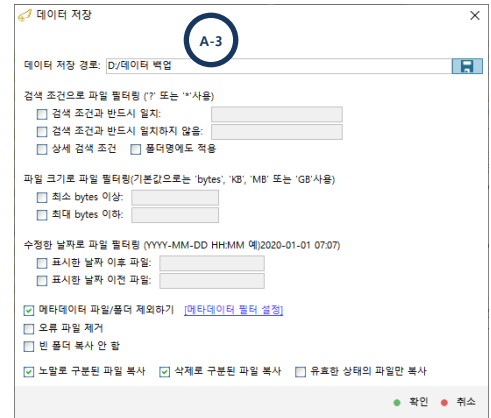 데이터 저장
A-3
데이터 저장 경로: D:/데이터 백업
검색 조건으로 파일 필터링 ('?' 또는 '*'사용)
검색 조건과 반드시 일치:
검색 조건과 반드시 일치하지 않음:
상세 검색 조건 폴더명에도 적용
파일 크기로 파일 필터링(기본값으로는 'bytes', 'KB', 'MB' 또는 'GB'사용)
최소 bytes 이상:
최대 bytes 이하:
수정한 날짜로 파일 필터링 (YYYY-MM-DD HH:MM 예)2020-01-01 07:07)
표시한 날짜 이후 파일:
표시한 날짜 이전 파일:
메타데이터 파일/폴더 제외하기 [메타데이터 필터 설정]
오류 파일 제거
빈 폴더 복사 안 함
노말로 구분된 파일 복사 삭제로 구분된 파일 복사 유효한 상태의 파일만 복사
확인 취소